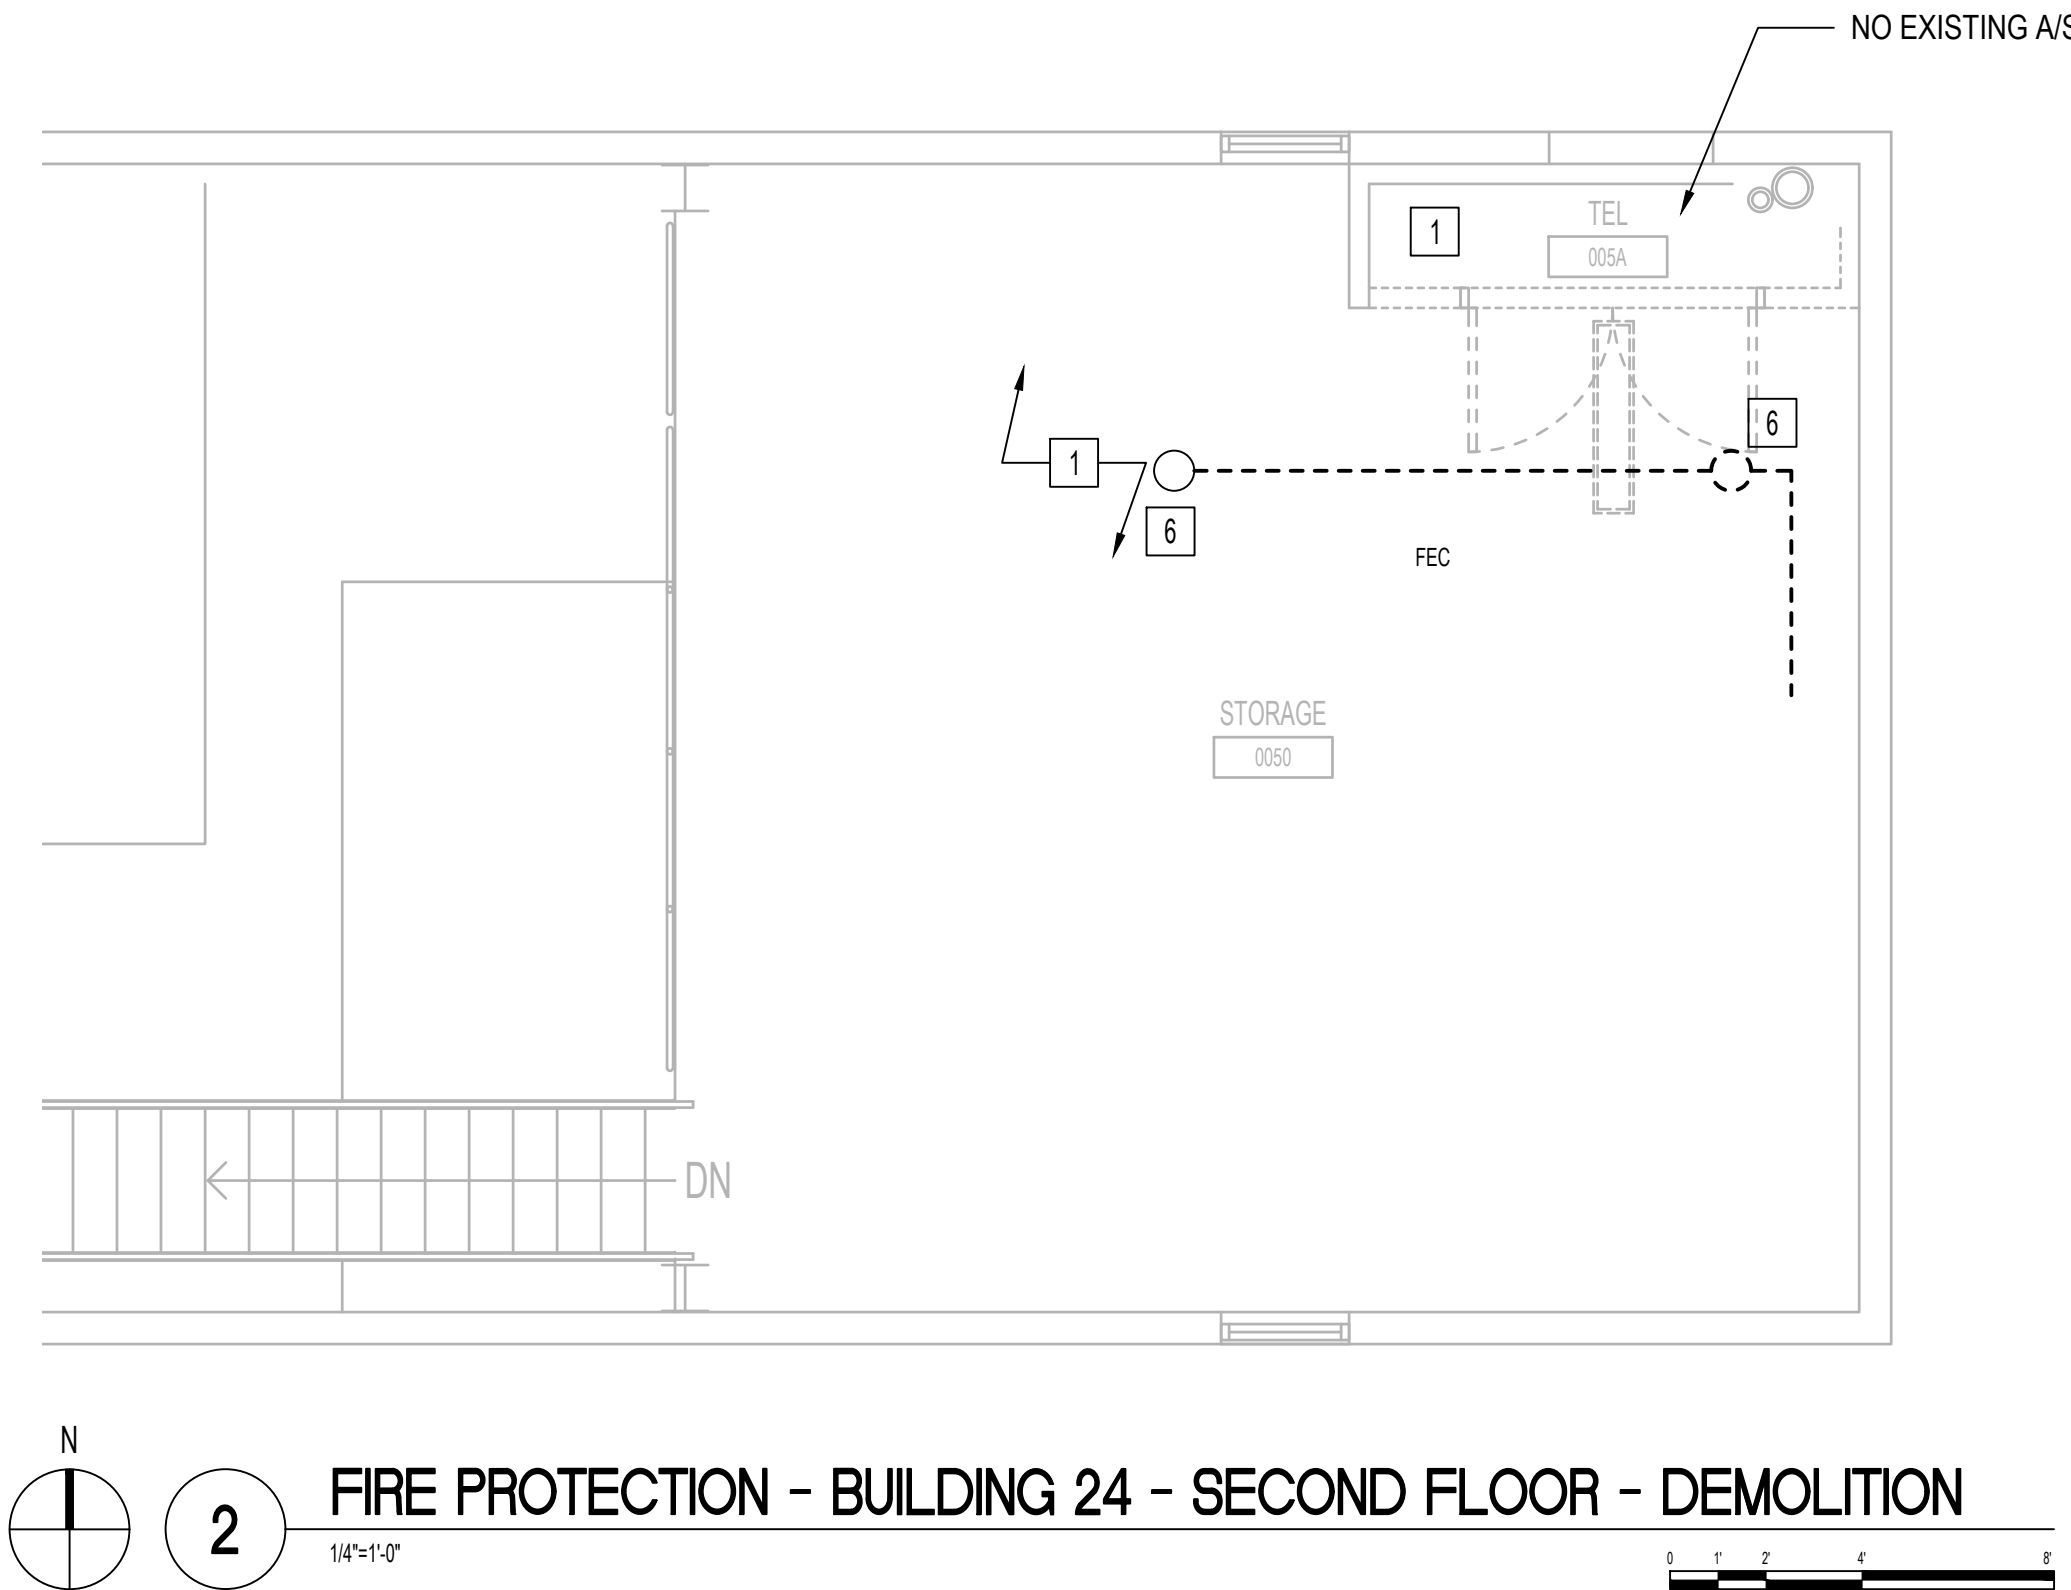 NO EXISTING A/S
TEL
1
005A
6
1
6
FEC
STORAGE
0050
DN
N
2
FIRE PROTECTION - BUILDING 24 - SECOND FLOOR - DEMOLITION
1/4"=1'-0"
0 1' 2' 4' 8'